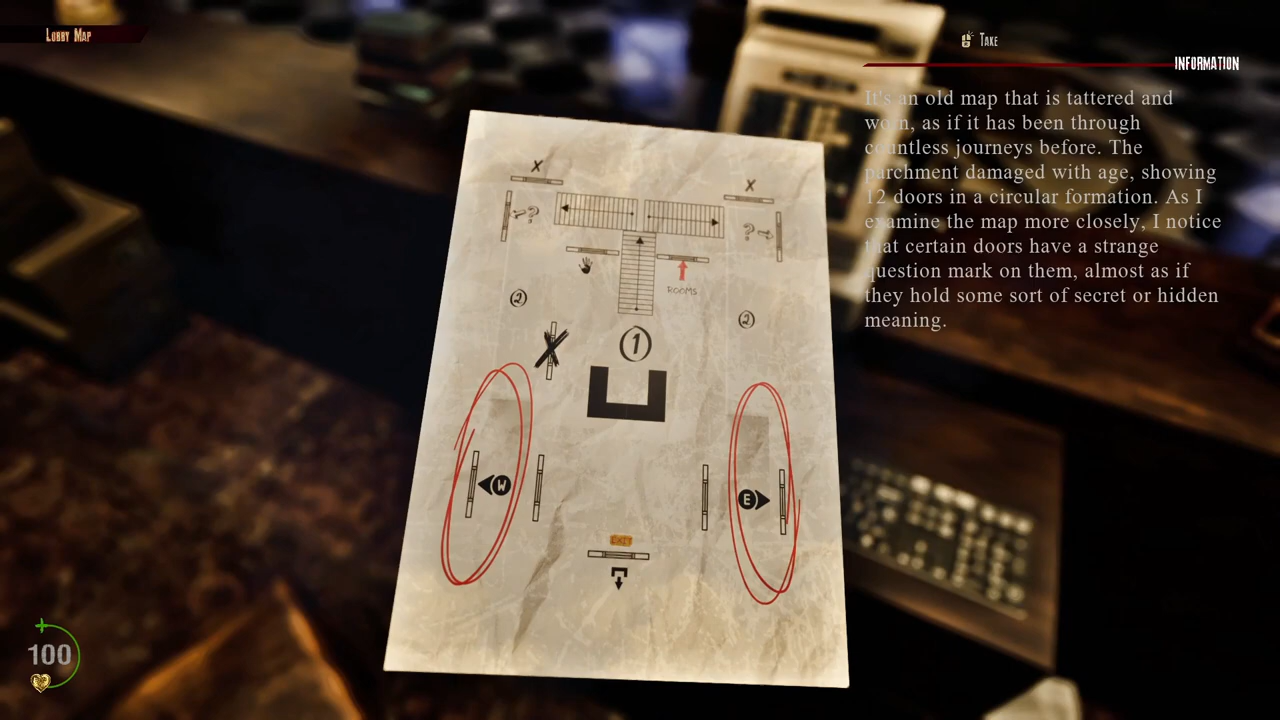 Lobby Map
Take
INFORMATION
It's an old map that is tattered and
worn, as if it has been through
countless journeys before. The
parchment damaged with age, showing
12 doors in a circular formation. As I
examine the map more closely, I notice
that certain doors have a strange
question mark on them, almost as if
they hold some sort of secret or hidden
meaning.
X
X
?
?
ROOMS
2
2
X
1
W
E
EXIT
100